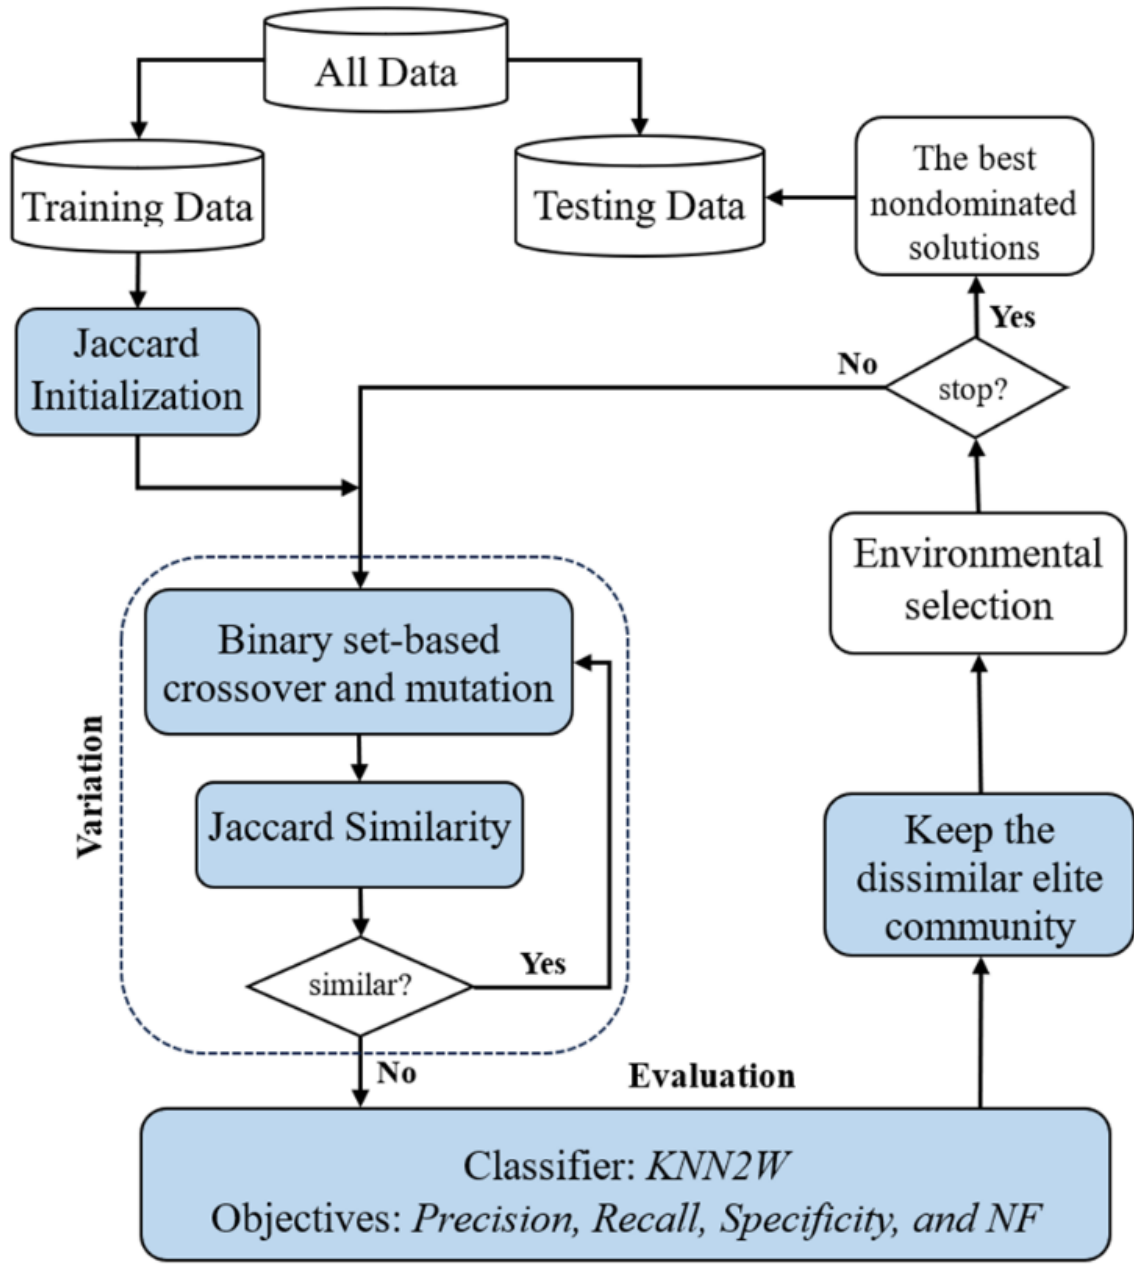 All Data
Training Data
Testing Data
The best
nondominated
solutions
Jaccard
Initialization
Yes
No
stop?
Environmental
selection
Binary set-based
crossover and mutation
Variation
Jaccard Similarity
Keep the
dissimilar elite
community
Yes
similar?
No
Evaluation
Classifier: KNN2W
Objectives: Precision, Recall, Specificity, and NF